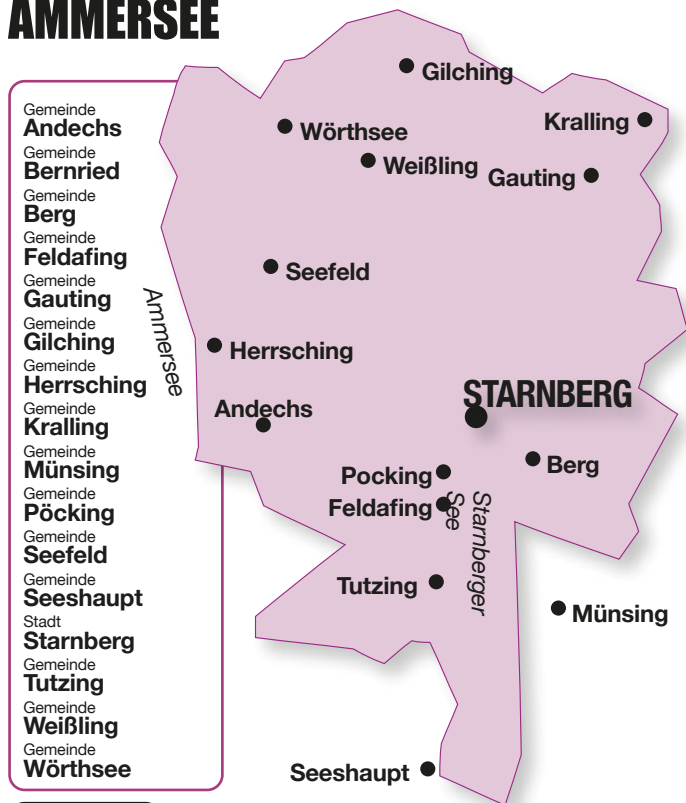 AMMERSEE
Gemeinde
Andechs
Gemeinde
Bernried
Gemeinde
Berg
Gemeinde
Feldafing
Gemeinde
Gauting
Gemeinde
Gilching
Gemeinde
Herrsching
Gemeinde
Kralling
Gemeinde
Münsing
Gemeinde
Pöcking
Gemeinde
Seefeld
Gemeinde
Seeshaupt
Stadt
Starnberg
Gemeinde
Tutzing
Gemeinde
Weißling
Gemeinde
Wörthsee
Gilching
Kralling
Wörthsee
Weißling
Gauting
Seefeld
Ammersee
Herrsching
STARNBERG
Andechs
Berg
Pocking
Feldafing
Starnberger
See
Tutzing
Münsing
Seeshaupt